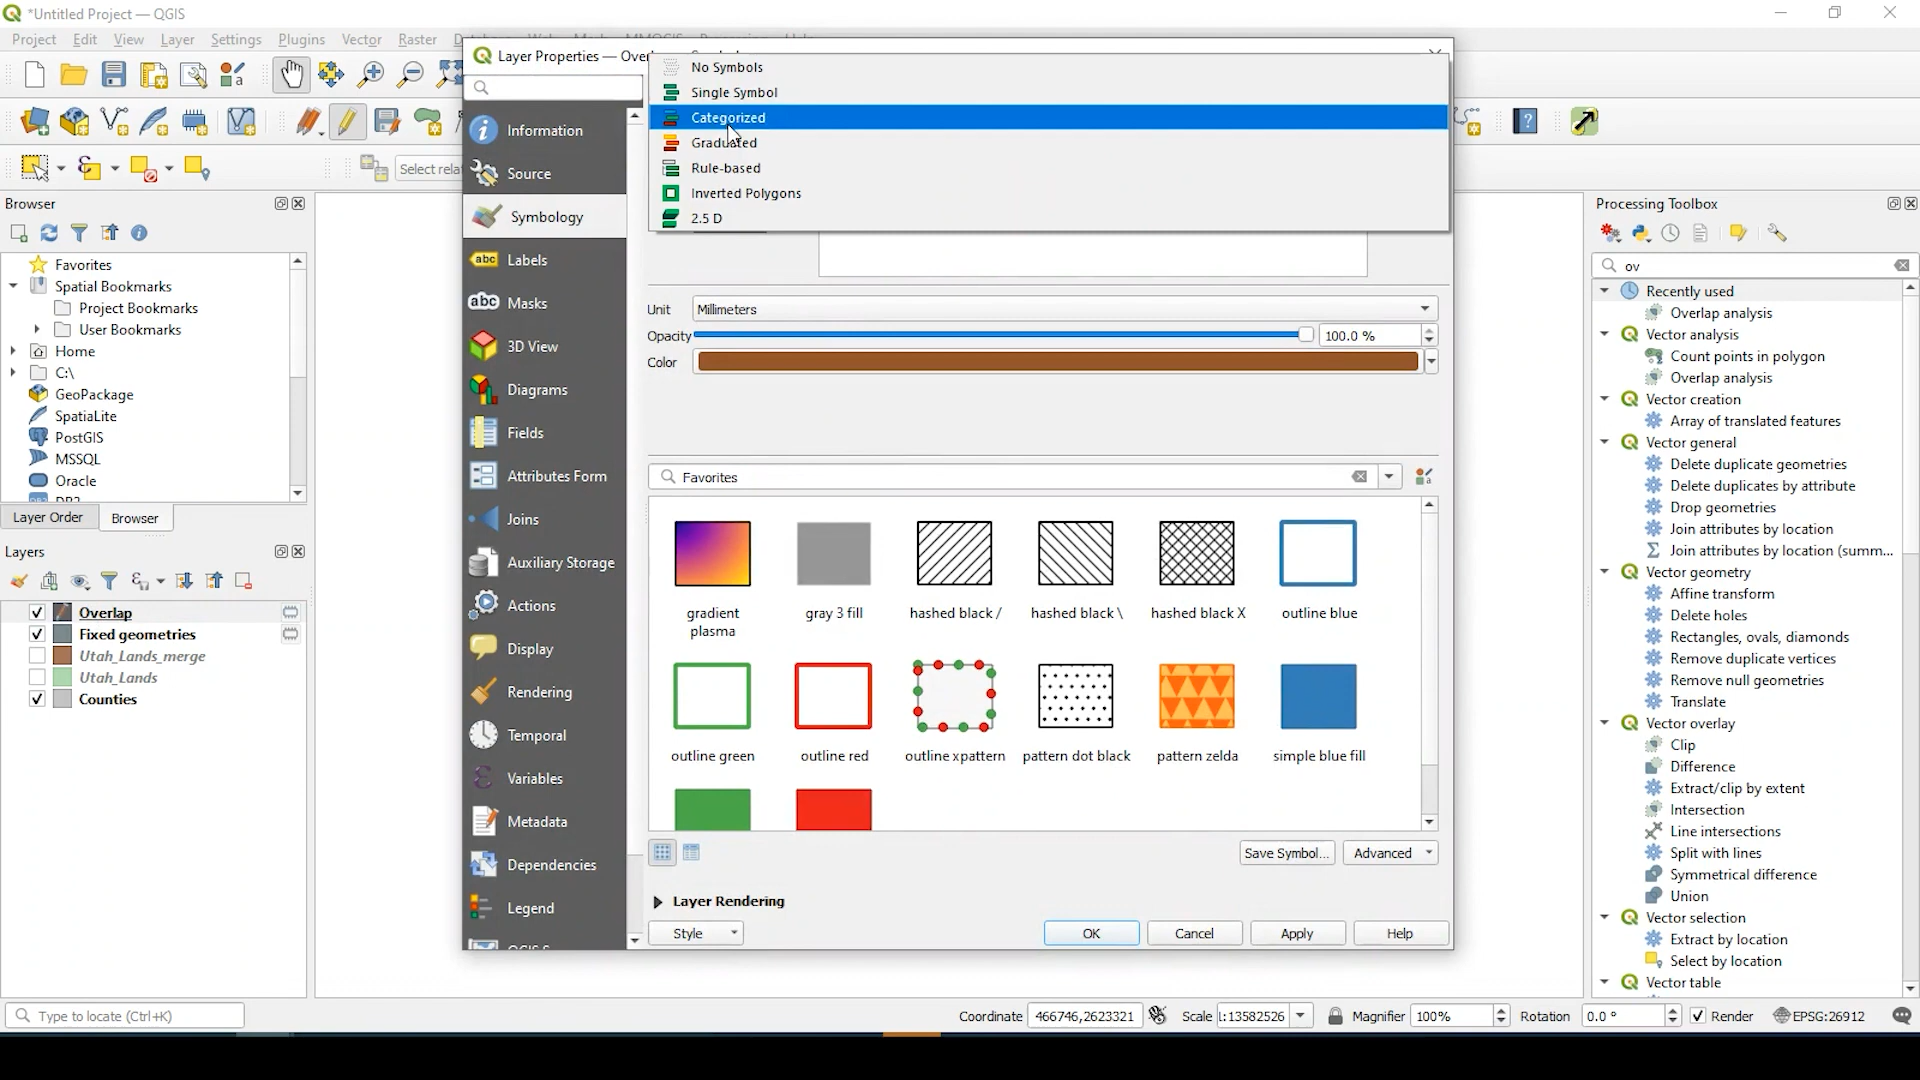 *Untitled Project — QGIS
Project Edit View Layer Settings Plugins Vector Raster
Layer Properties — Over
No Symbols
Single Symbol
Categorized
Graduated
Rule-based
Inverted Polygons
2.5 D
Information
Source
Symbology
abc Labels
abc Masks
3D View
Diagrams
Fields
Attributes Form
Joins
Auxiliary Storage
Actions
Display
Rendering
Temporal
Variables
Metadata
Dependencies
Legend
Select rela
Browser
Favorites
Spatial Bookmarks
Project Bookmarks
User Bookmarks
Home
C:\
GeoPackage
SpatiaLite
PostGIS
MSSQL
Oracle
DB2
Layer Order Browser
Layers
Overlap
Fixed geometries
Utah_Lands_merge
Utah_Lands
Counties
Unit Millimeters
Opacity 100.0 %
Color
Favorites
gradient plasma
gray 3 fill
hashed black /
hashed black \
hashed black X
outline blue
outline green
outline red
outline xpattern
pattern dot black
pattern zelda
simple blue fill
Save Symbol... Advanced
Layer Rendering
Style OK Cancel Apply Help
Processing Toolbox
ov
Recently used
Overlap analysis
Vector analysis
Count points in polygon
Overlap analysis
Vector creation
Array of translated features
Vector general
Delete duplicate geometries
Delete duplicates by attribute
Drop geometries
Join attributes by location
Join attributes by location (summ...
Vector geometry
Affine transform
Delete holes
Rectangles, ovals, diamonds
Remove duplicate vertices
Remove null geometries
Translate
Vector overlay
Clip
Difference
Extract/clip by extent
Intersection
Line intersections
Split with lines
Symmetrical difference
Union
Vector selection
Extract by location
Select by location
Vector table
Type to locate (Ctrl+K)
Coordinate 466746,2623321 Scale 1:13582526 Magnifier 100% Rotation 0.0 ° Render EPSG:26912